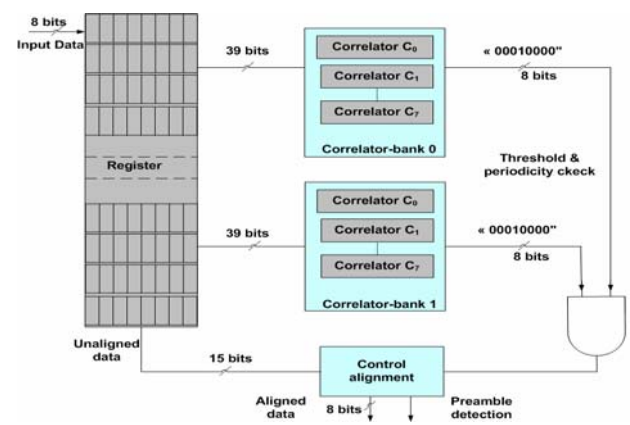 8 bits
Input Data
Register
39 bits
Correlator C₀
Correlator C₁
Correlator C₇
Correlator-bank 0
« 00010000"
8 bits
Threshold &
periodicity ckeck
39 bits
Correlator C₀
Correlator C₁
Correlator C₇
Correlator-bank 1
« 00010000"
8 bits
Unaligned
data
15 bits
Control
alignment
Aligned
data
8 bits
Preamble
detection